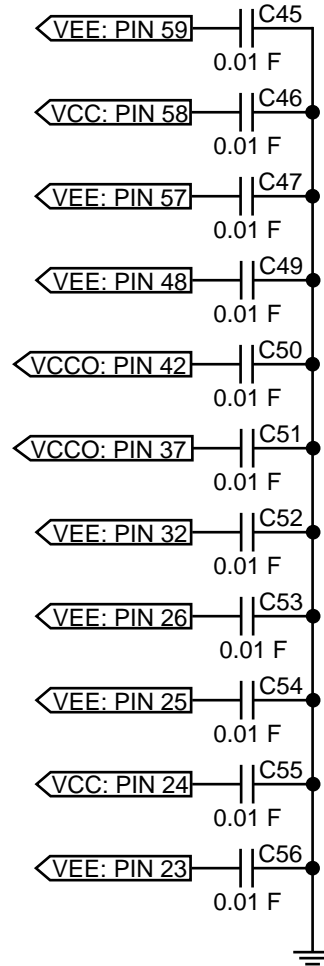 VEE: PIN 59 C45
0.01 F
VCC: PIN 58 C46
0.01 F
VEE: PIN 57 C47
0.01 F
VEE: PIN 48 C49
0.01 F
VCCO: PIN 42 C50
0.01 F
VCCO: PIN 37 C51
0.01 F
VEE: PIN 32 C52
0.01 F
VEE: PIN 26 C53
0.01 F
VEE: PIN 25 C54
0.01 F
VCC: PIN 24 C55
0.01 F
VEE: PIN 23 C56
0.01 F